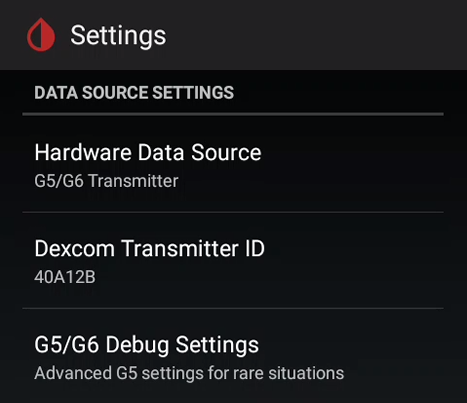 Settings
DATA SOURCE SETTINGS
Hardware Data Source
G5/G6 Transmitter
Dexcom Transmitter ID
40A12B
G5/G6 Debug Settings
Advanced G5 settings for rare situations